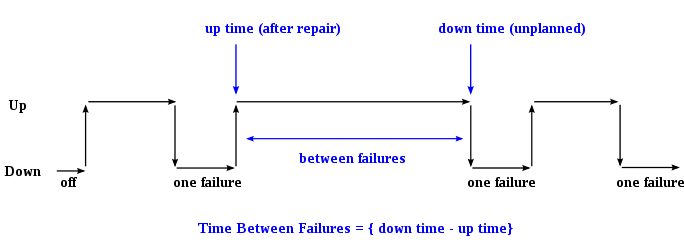 up time (after repair)
down time (unplanned)
Up
between failures
Down
off
one failure
one failure
one failure
Time Between Failures = { down time - up time}